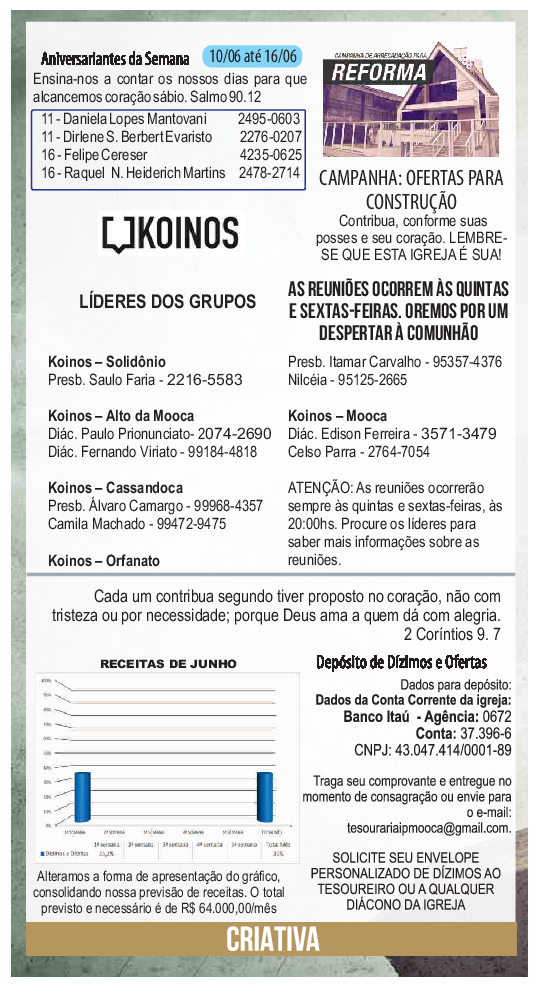 Aniversariantes da Semana 10/06 até 16/06
Ensina-nos a contar os nossos dias para que
alcancemos coração sábio. Salmo 90.12
11 - Daniela Lopes Mantovani 2495-0603
11 - Dirlene S. Berbert Evaristo 2276-0207
16 - Felipe Cereser 4235-0625
16 - Raquel N. Heiderich Martins 2478-2714
CAMPANHA DE ARRECADAÇÃO PARA
REFORMA
CAMPANHA: OFERTAS PARA
CONSTRUÇÃO
Contribua, conforme suas
posses e seu coração. LEMBRE-
SE QUE ESTA IGREJA É SUA!
KOINOS
LÍDERES DOS GRUPOS
AS REUNIÕES OCORREM ÀS QUINTAS
E SEXTAS-FEIRAS. OREMOS POR UM
DESPERTAR À COMUNHÃO
Koinos – Solidônio
Presb. Saulo Faria - 2216-5583
Koinos – Alto da Mooca
Diác. Paulo Prionunciato- 2074-2690
Diác. Fernando Viriato - 99184-4818
Koinos – Cassandoca
Presb. Álvaro Camargo - 99968-4357
Camila Machado - 99472-9475
Koinos – Orfanato
Presb. Itamar Carvalho - 95357-4376
Nilcéia - 95125-2665
Koinos – Mooca
Diác. Edison Ferreira - 3571-3479
Celso Parra - 2764-7054
ATENÇÃO: As reuniões ocorrerão
sempre às quintas e sextas-feiras, às
20:00hs. Procure os líderes para
saber mais informações sobre as
reuniões.
Cada um contribua segundo tiver proposto no coração, não com
tristeza ou por necessidade; porque Deus ama a quem dá com alegria.
2 Coríntios 9. 7
RECEITAS DE JUNHO
100%
90%
80%
70%
60%
50%
40%
30%
20%
10%
0%
1ª semana 2ª semana 3ª semana 4ª semana 5ª semana Total Mês
Dízimos e Ofertas 35%
Alteramos a forma de apresentação do gráfico,
consolidando nossa previsão de receitas. O total
previsto e necessário é de R$ 64.000,00/mês
Depósito de Dízimos e Ofertas
Dados para depósito:
Dados da Conta Corrente da igreja:
Banco Itaú - Agência: 0672
Conta: 37.396-6
CNPJ: 43.047.414/0001-89
Traga seu comprovante e entregue no
momento de consagração ou envie para
o e-mail:
tesourariaipmooca@gmail.com.
SOLICITE SEU ENVELOPE
PERSONALIZADO DE DÍZIMOS AO
TESOUREIRO OU A QUALQUER
DIÁCONO DA IGREJA
CRIATIVA